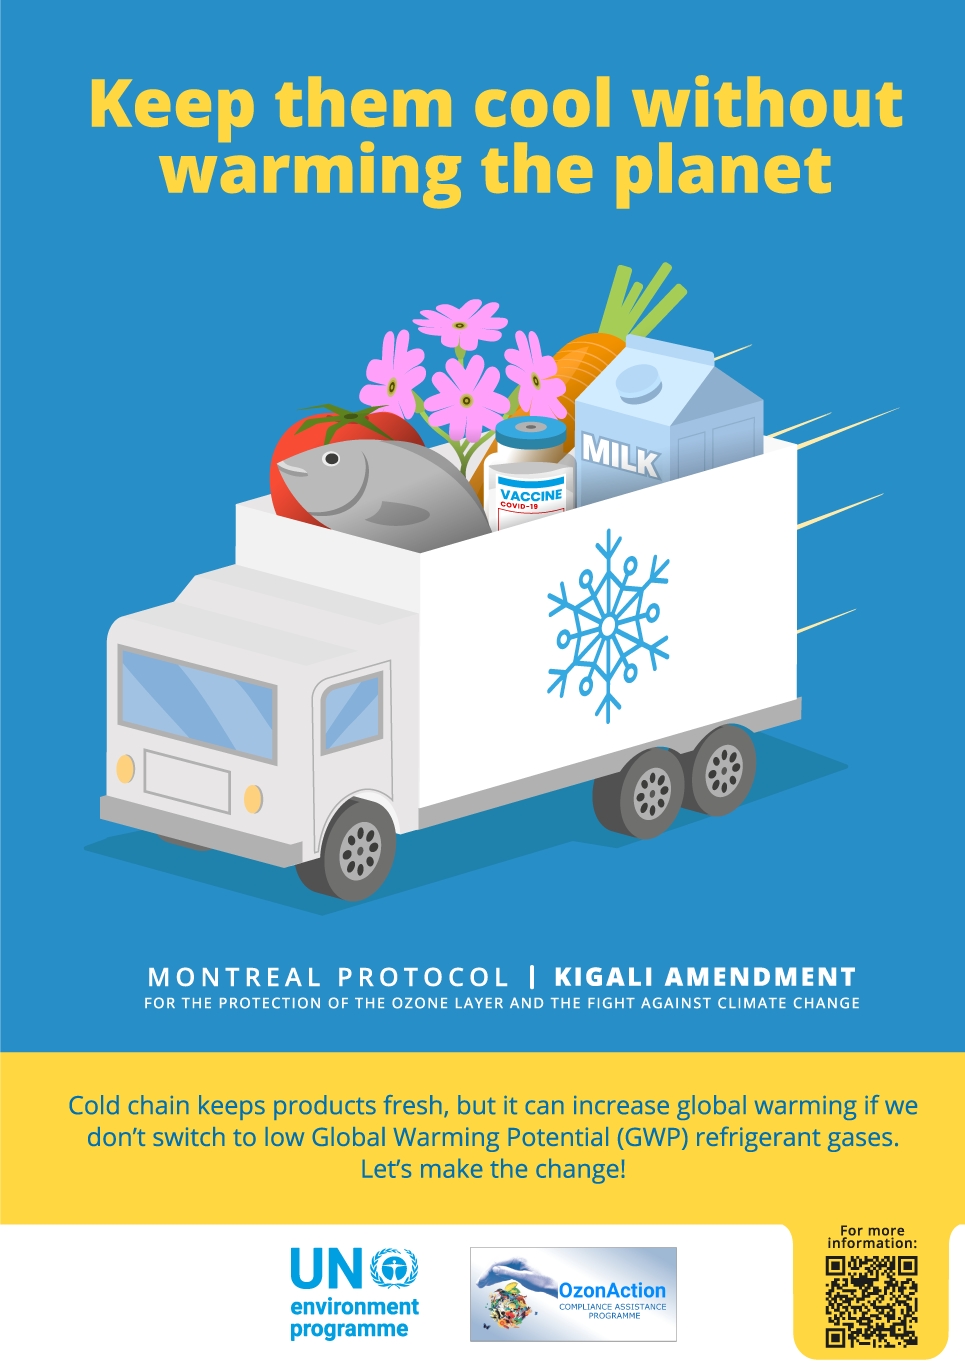 Keep them cool without
warming the planet
MILK
VACCINE
COVID-19
MONTREAL PROTOCOL | KIGALI AMENDMENT
FOR THE PROTECTION OF THE OZONE LAYER AND THE FIGHT AGAINST CLIMATE CHANGE
Cold chain keeps products fresh, but it can increase global warming if we
don’t switch to low Global Warming Potential (GWP) refrigerant gases.
Let’s make the change!
For more
information:
UN
environment
programme
OzonAction
COMPLIANCE ASSISTANCE
PROGRAMME